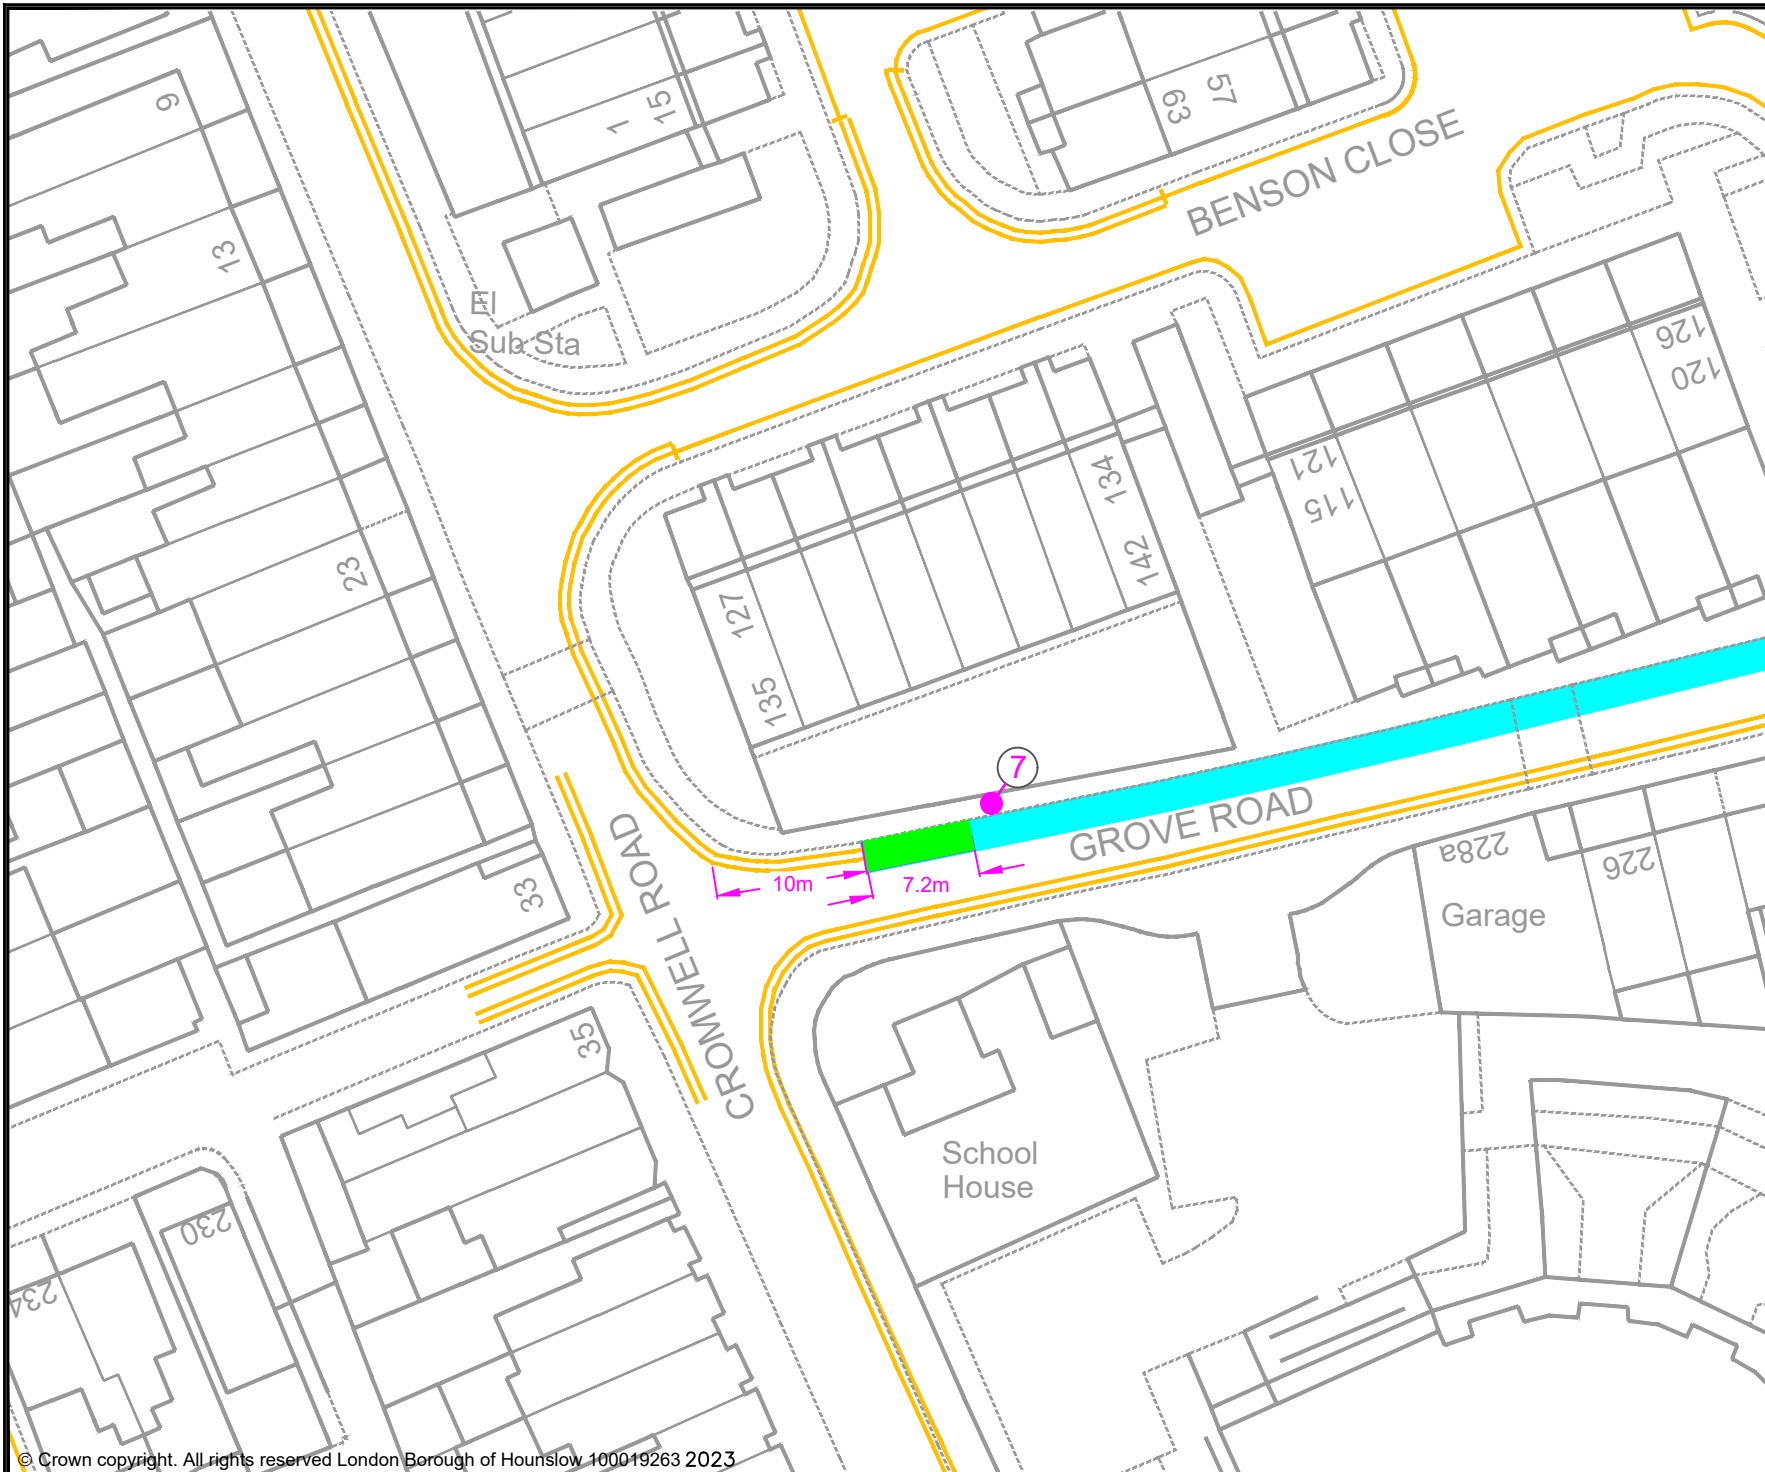 9
1
15
63
57
BENSON CLOSE
13
El
Sub Sta
126
120
121
115
134
142
23
127
135
7
GROVE ROAD
10m
7.2m
CROMWELL ROAD
33
228a
226
Garage
35
School
House
230
234
© Crown copyright. All rights reserved London Borough of Hounslow 100019263 2023